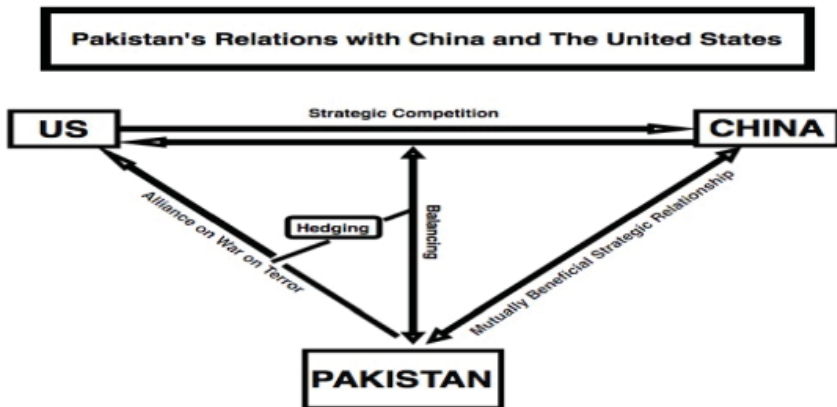 Pakistan's Relations with China and The United States
Strategic Competition
US
CHINA
Alliance on War on Terror
Hedging
Balancing
Mutually Beneficial Strategic Relationship
PAKISTAN